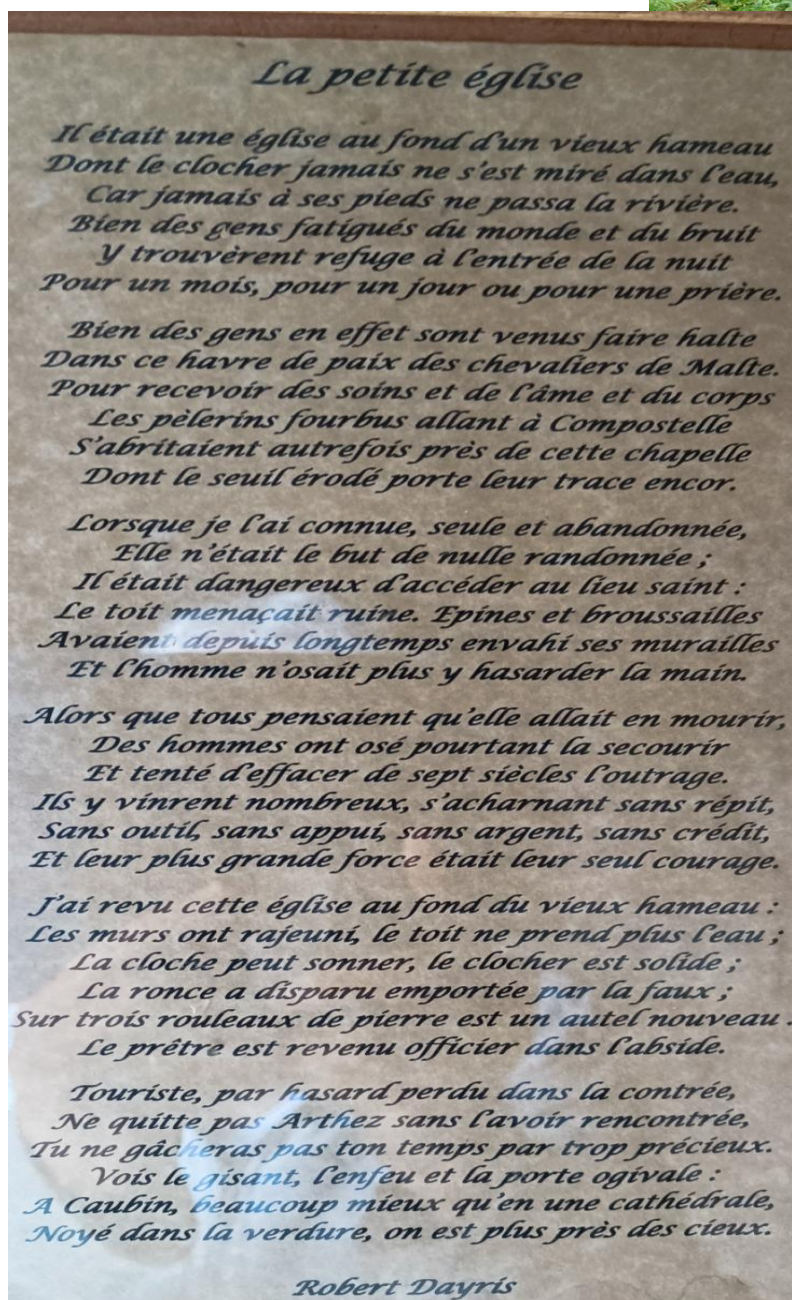 La petite église
Il était une église au fond d'un vieux hameau
Dont le clocher jamais ne s'est miré dans l'eau,
Car jamais à ses pieds ne passa la rivière.
Bien des gens fatigués du monde et du bruit
Y trouvèrent refuge à l'entrée de la nuit
Pour un mois, pour un jour ou pour une prière.
Bien des gens en effet sont venus faire halte
Dans ce havre de paix des chevaliers de Malte.
Pour recevoir des soins et de l'âme et du corps
Les pèlerins fourbus allant à Compostelle
S'abritaient autrefois près de cette chapelle
Dont le seuil érodé porte leur trace encor.
Lorsque je l'ai connue, seule et abandonnée,
Elle n'était le but de nulle randonnée ;
Il était dangereux d'accéder au lieu saint :
Le toit menaçait ruine. Epines et broussailles
Avaient depuis longtemps envahi ses murailles
Et l'homme n'osait plus y hasarder la main.
Alors que tous pensaient qu'elle allait en mourir,
Des hommes ont osé pourtant la secourir
Et tenté d'effacer de sept siècles l'outrage.
Ils y vinrent nombreux, s'acharnant sans répit,
Sans outil, sans appui, sans argent, sans crédit,
Et leur plus grande force était leur seul courage.
J'ai revu cette église au fond du vieux hameau :
Les murs ont rajeuni, le toit ne prend plus l'eau ;
La cloche peut sonner, le clocher est solide ;
La ronce a disparu emportée par la faux ;
Sur trois rouleaux de pierre est un autel nouveau .
Le prêtre est revenu officier dans l'abside.
Touriste, par hasard perdu dans la contrée,
Ne quitte pas Arthez sans l'avoir rencontrée,
Tu ne gâcheras pas ton temps par trop précieux.
Vois le gisant, l'enfeu et la porte ogivale :
A Caubin, beaucoup mieux qu'en une cathédrale,
Noyé dans la verdure, on est plus près des cieux.
Robert Dayris